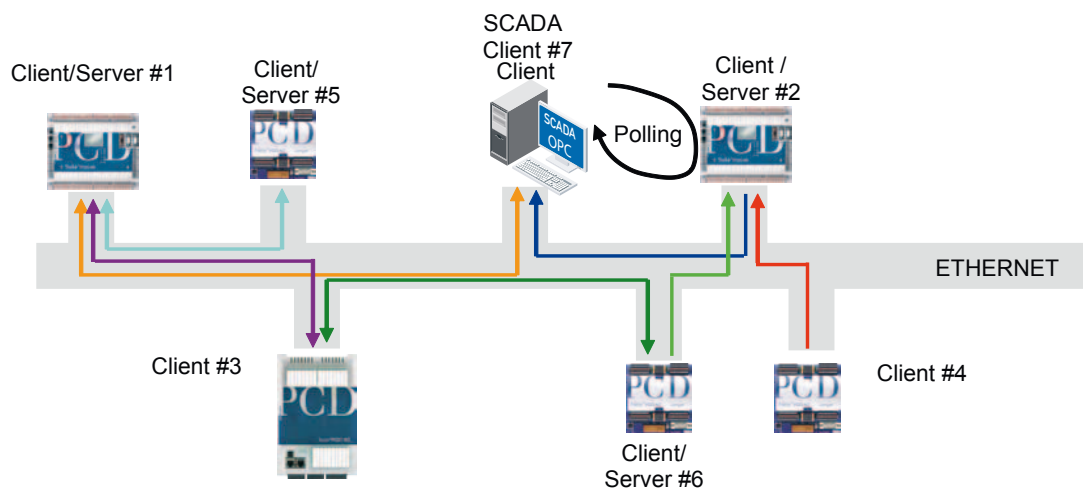 SCADA
Client #7
Client
Client/Server #1
Client/
Server #5
Client /
Server #2
PCD
PCD
SCADA
OPC
Polling
PCD
ETHERNET
Client #3
PCD
Client/
Server #6
PCD
PCD
Client #4